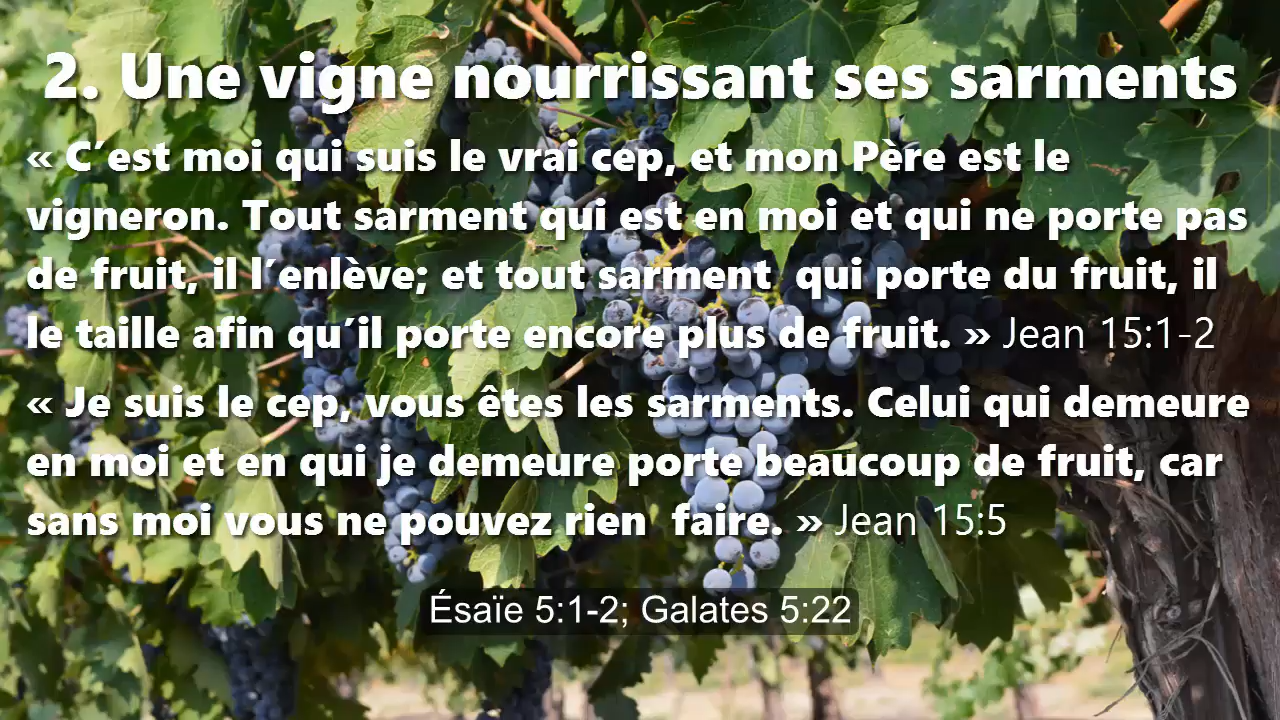 2. Une vigne nourrissant ses sarments
« C’est moi qui suis le vrai cep, et mon Père est le
vigneron. Tout sarment qui est en moi et qui ne porte pas
de fruit, il l’enlève; et tout sarment  qui porte du fruit, il
le taille afin qu’il porte encore plus de fruit. » Jean 15:1-2
« Je suis le cep, vous êtes les sarments. Celui qui demeure
en moi et en qui je demeure porte beaucoup de fruit, car
sans moi vous ne pouvez rien  faire. » Jean 15:5
Ésaïe 5:1-2; Galates 5:22